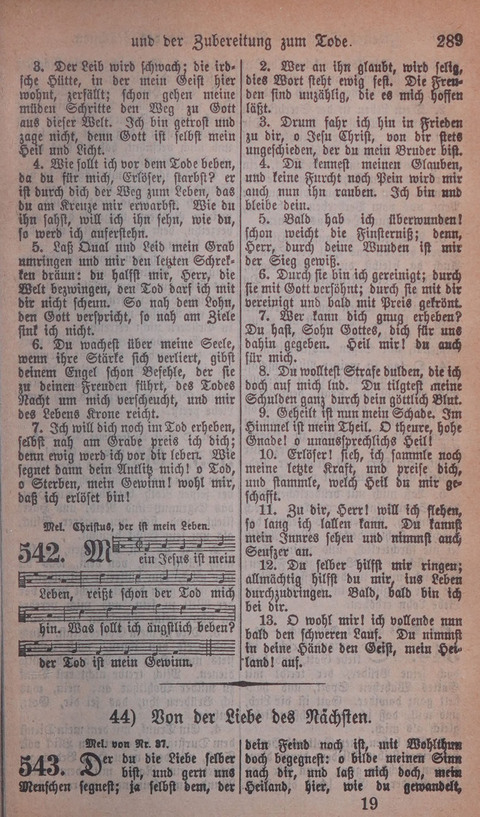 und der Zubereitung zum Tode. 289
3. Der Leib wird schwach; die ird-
sche Hütte, in der mein Geist hier
wohnt, zerfällt; schon gehen meine
müden Schritte den Weg zu Gott
aus dieser Welt. Ich bin getrost und
zage nicht, denn Gott ist selbst mein
Heil und Licht.
4. Wie sollt ich vor dem Tode beben,
da du für mich, Erlöser, starbst? er
ist durch dich der Weg zum Leben, das
du am Kreuze mir erwarbst. Wie du
ihn sahst, will ich ihn sehn, wie du,
so werd ich auferstehn.
5. Laß Qual und Leid mein Grab
umringen und mir den letzten Schrek-
ken dräun: du halfst mir, Herr, die
Welt bezwingen, den Tod darf ich mit
dir nicht scheun. So nah dem Lohn,
den Gott verspricht, so nah am Ziele
sink ich nicht.
6. Du wachest über meine Seele,
wenn ihre Stärke sich verliert, gibst
deinem Engel schon Befehle, der sie
zu deinen Freuden führt, des Todes
Nacht um mich verscheucht, und mir
des Lebens Krone reicht.
7. Ich will dich noch im Tod erheben,
selbst nah am Grabe preis ich dich;
denn ewig werd ich vor dir leben. Wie
segnet dann dein Antlitz mich! o Tod,
o Sterben, mein Gewinn! wohl mir,
daß ich erlöset bin!
Mel. Christus, der ist mein Leben.
542. Mein Jesus ist mein
Leben, reißt schon der Tod mich
hin. Was sollt ich ängstlich beben?
der Tod ist mein Gewinn.
2. Wer an ihn glaubt, wird selig,
dies Wort steht ewig fest. Die Freu-
den sind unzählig, die es mich hoffen
läßt.
3. Drum fahr ich hin in Frieden
zu dir, o Jesu Christ, von dir stets
ungeschieden, der du mein Bruder bist.
4. Du kennest meinen Glauben,
und keine Furcht noch Pein wird mir
auch nun ihn rauben. Ich bin und
bleibe dein.
5. Bald hab ich überwunden!
schon weicht die Finsterniß; denn,
Herr, durch deine Wunden ist mir
der Sieg gewiß.
6. Durch sie bin ich gereinigt; durch
sie mit Gott versöhnt; durch sie mit dir
vereinigt und bald mit Preis gekrönt.
7. Wer kann dich gnug erheben?
Du hast, Sohn Gottes, dich für uns
dahin gegeben. Heil mir! du auch
für mich.
8. Du wolltest Strafe dulden, die ich
doch auf mich lud. Du tilgtest meine
Schulden ganz durch dein göttlich Blut.
9. Geheilt ist nun mein Schade. Im
Himmel ist mein Theil. O theure, hohe
Gnade! o unaussprechlichs Heil!
10. Erlöser! sieh, ich sammle noch
meine letzte Kraft, und preise dich,
und stammle, welch Heil du mir ge-
schafft.
11. Zu dir, Herr! will ich flehen,
so lang ich lallen kann. Du kannst
mein Innres sehen und nimmst auch
Seufzer an.
12. Du selber hilfst mir ringen;
allmächtig hilfst du mir, ins Leben
durchzudringen. Bald, bald bin ich
bei dir.
13. O wohl mir! ich vollende nun
bald den schweren Lauf. Du nimmst
in deine Hände den Geist, mein Hei-
land! auf.
44) Von der Liebe des Nächsten.
Mel. von Nr. 37.
543. Der du die Liebe selber
bist, und gern uns
Menschen segnest; ja selbst dem, der
dein Feind noch ist, mit Wohlthun
doch begegnest: o bilde meinen Sinn
nach dir, und laß mich doch, mein
Heiland, hier, wie du gewandelt,
19